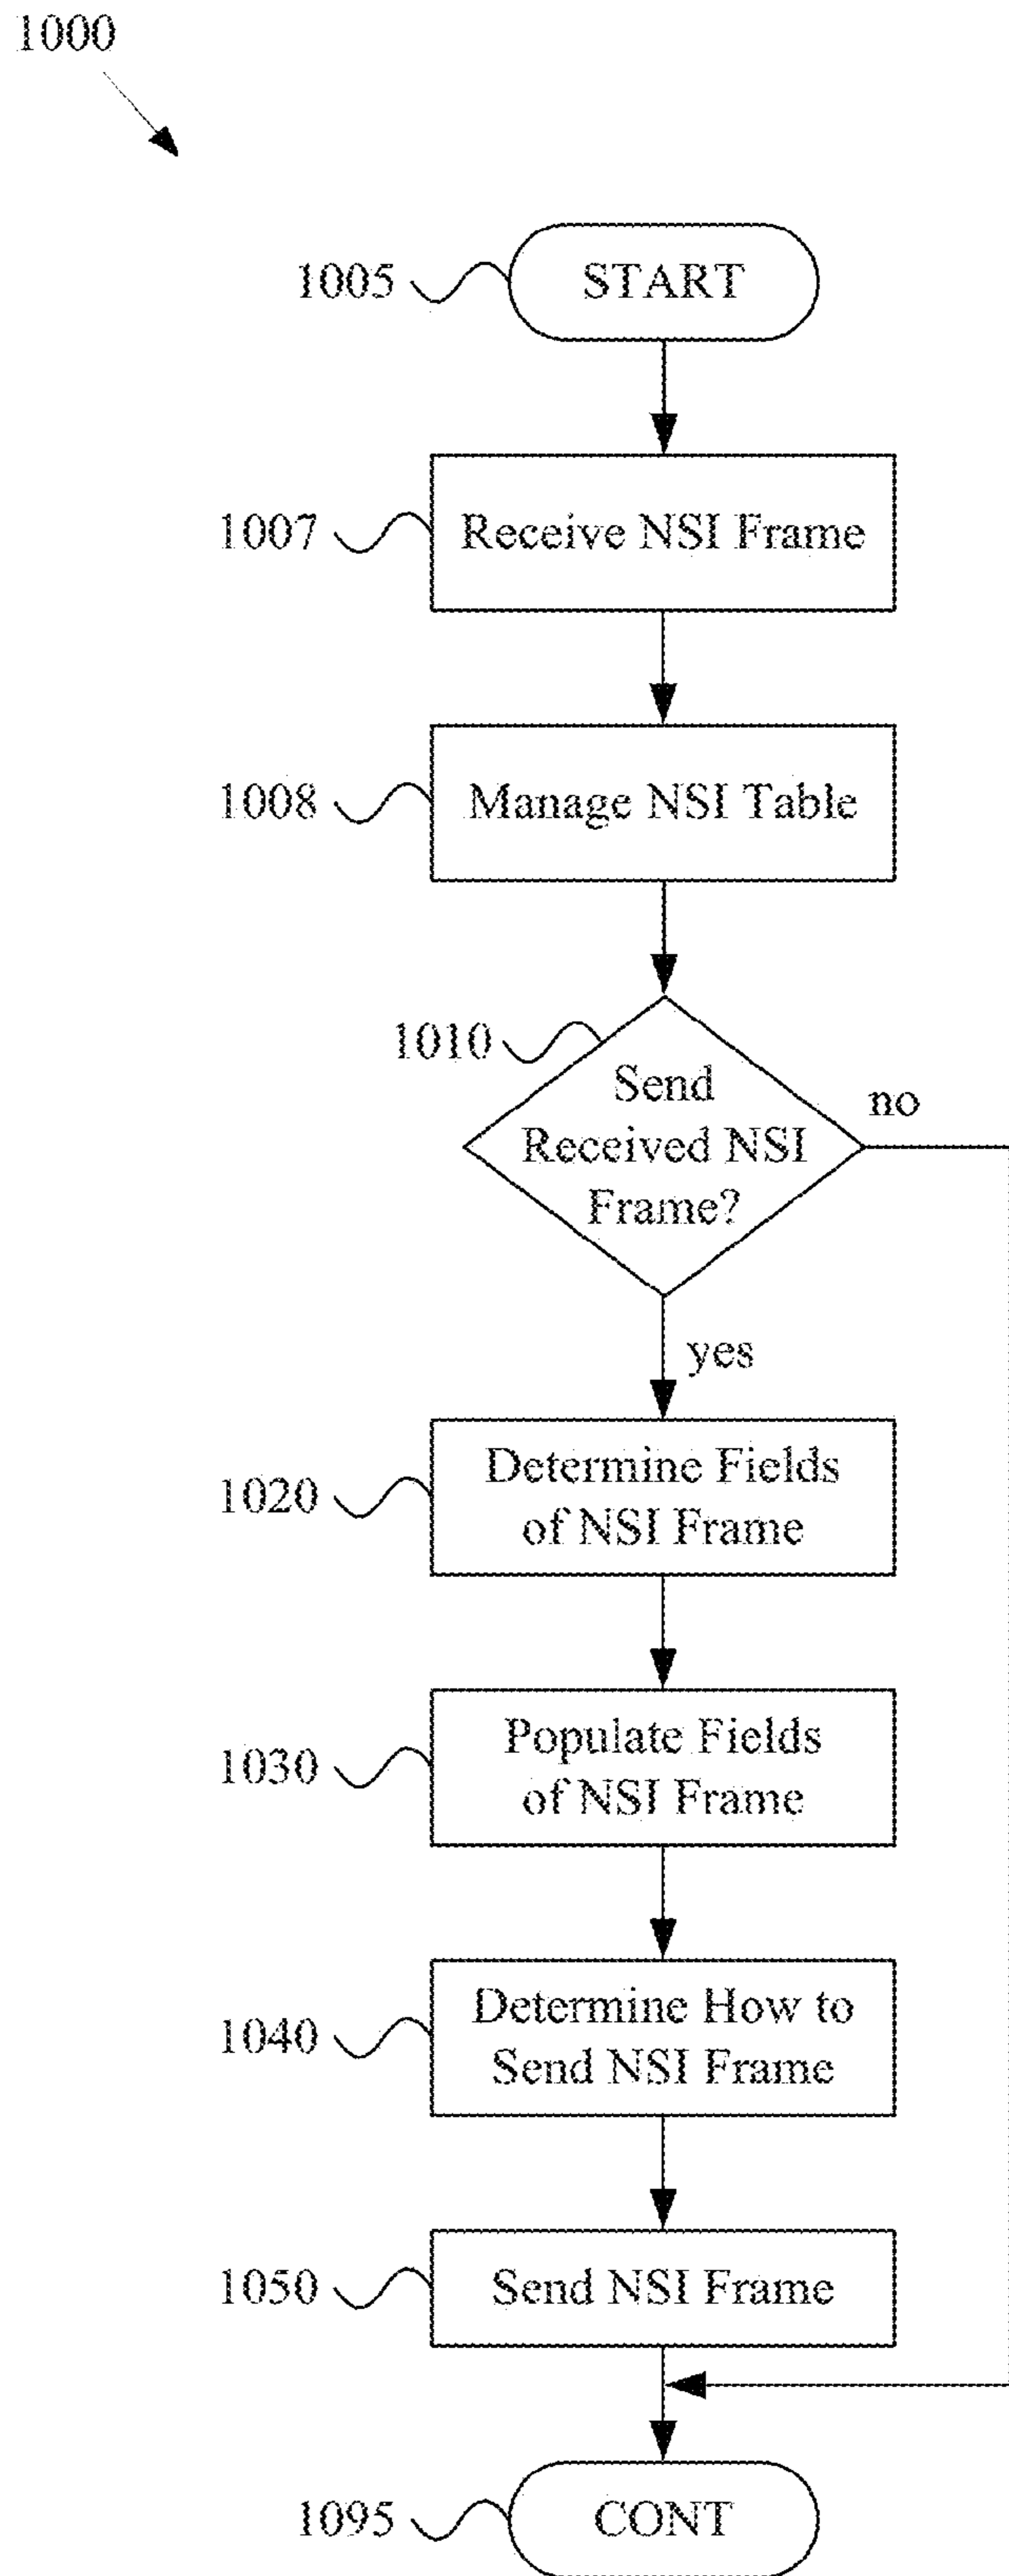 1000
1005
START
1007
Receive NSI Frame
1008
Manage NSI Table
1010
Send
Received NSI
Frame?
no
yes
1020
Determine Fields
of NSI Frame
1030
Populate Fields
of NSI Frame
1040
Determine How to
Send NSI Frame
1050
Send NSI Frame
1095
CONT